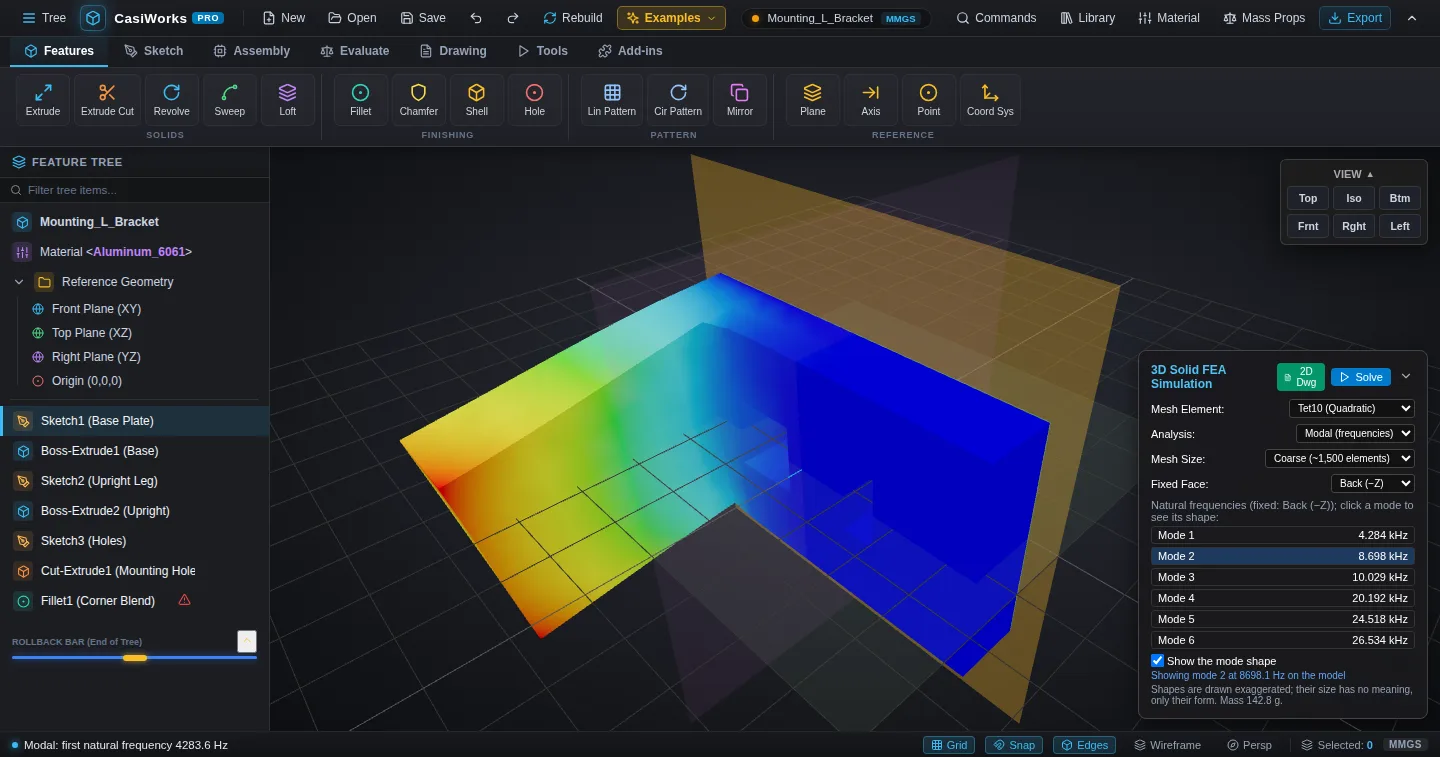 Tree CasiWorks PRO New Open Save Rebuild Examples Mounting_L_Bracket MMGS Commands Library Material Mass Props Export
Features Sketch Assembly Evaluate Drawing Tools Add-ins
Extrude Extrude Cut Revolve Sweep Loft Fillet Chamfer Shell Hole Lin Pattern Cir Pattern Mirror Plane Axis Point Coord Sys
SOLIDS FINISHING PATTERN REFERENCE
FEATURE TREE
Filter tree items...
Mounting_L_Bracket
Material <Aluminum_6061>
Reference Geometry
Front Plane (XY)
Top Plane (XZ)
Right Plane (YZ)
Origin (0,0,0)
Sketch1 (Base Plate)
Boss-Extrude1 (Base)
Sketch2 (Upright Leg)
Boss-Extrude2 (Upright)
Sketch3 (Holes)
Cut-Extrude1 (Mounting Hole
Fillet1 (Corner Blend)
ROLLBACK BAR (End of Tree)
VIEW ▲
Top Iso Btm
Frnt Rght Left
3D Solid FEA
Simulation
2D
Dwg
Solve
Mesh Element: Tet10 (Quadratic)
Analysis: Modal (frequencies)
Mesh Size: Coarse (~1,500 elements)
Fixed Face: Back (−Z)
Natural frequencies (fixed: Back (−Z)); click a mode to
see its shape:
Mode 1 4.284 kHz
Mode 2 8.698 kHz
Mode 3 10.029 kHz
Mode 4 20.192 kHz
Mode 5 24.518 kHz
Mode 6 26.534 kHz
Show the mode shape
Showing mode 2 at 8698.1 Hz on the model
Shapes are drawn exaggerated; their size has no meaning,
only their form. Mass 142.8 g.
Modal: first natural frequency 4283.6 Hz Grid Snap Edges Wireframe Persp Selected: 0 MMGS